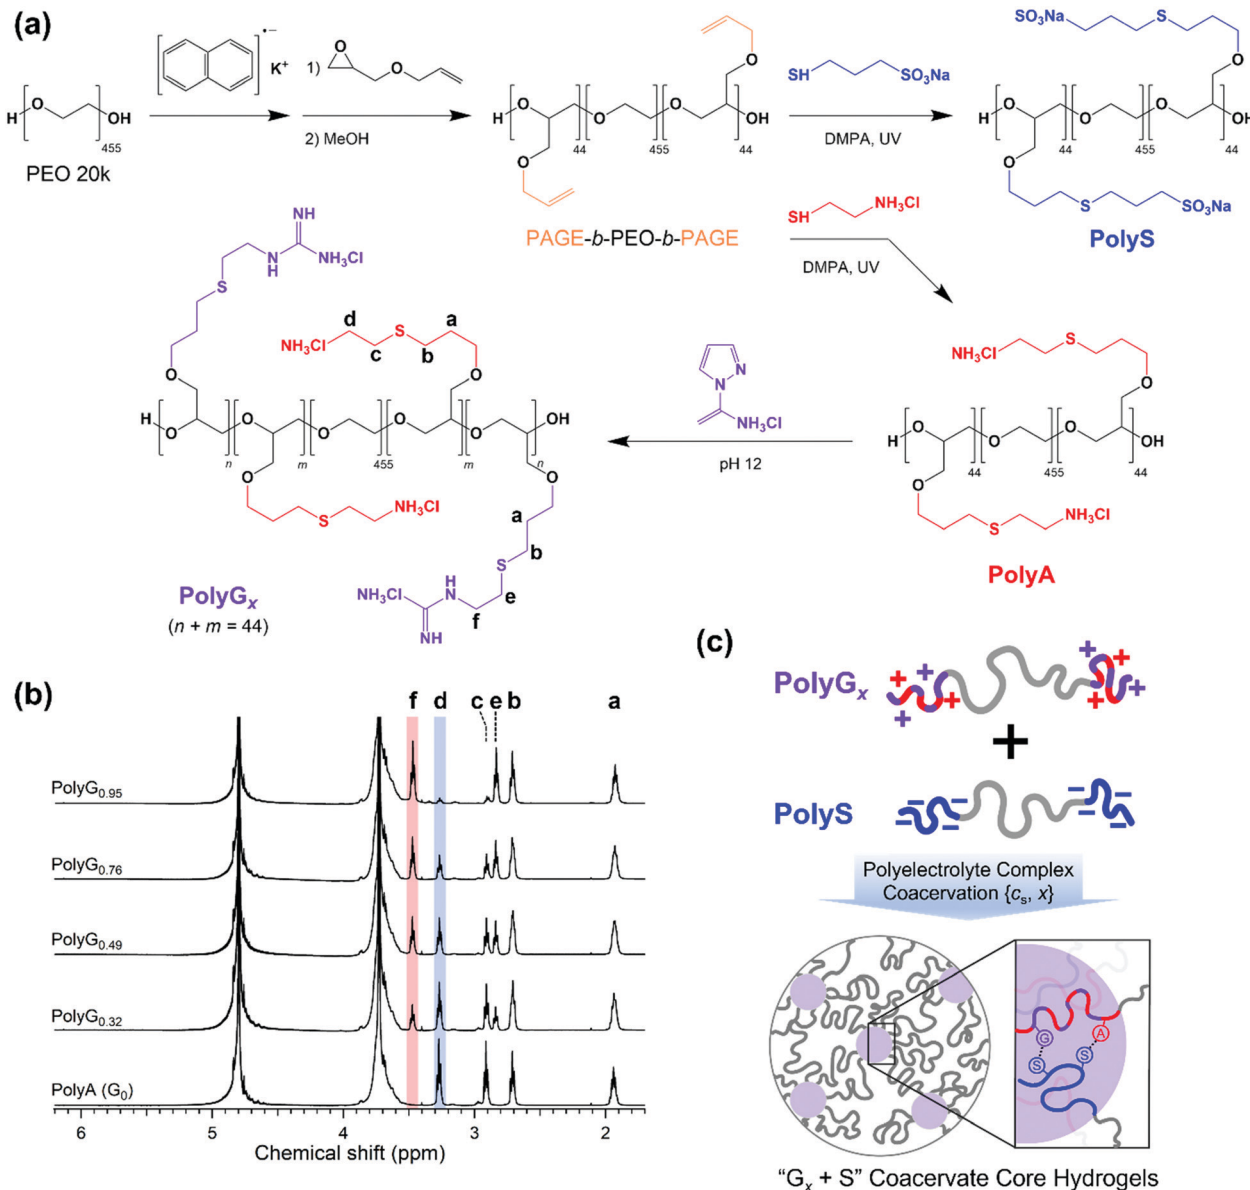 (a)
•−
K⁺
1)
O
O
2) MeOH
H
O
OH
455
PEO 20k
O
H
O
O
O
OH
44
455
44
O
PAGE-b-PEO-b-PAGE
SH
SO₃Na
DMPA, UV
SO₃Na
S
O
H
O
O
O
OH
44
455
44
O
S
SO₃Na
PolyS
SH
NH₃Cl
DMPA, UV
NH
N
H
NH₃Cl
S
O
d
S
a
NH₃Cl
c
b
O
H
O
O
O
O
O
OH
n
m
455
m
n
O
O
S
NH₃Cl
a
b
S
H
N
NH₃Cl
e
f
NH
PolyGₓ
(n + m = 44)
N
N
NH₃Cl
pH 12
NH₃Cl
S
O
H
O
O
O
OH
44
455
44
O
S
NH₃Cl
PolyA
(b)
f
d
c
e
b
a
PolyG₀.₉₅
PolyG₀.₇₆
PolyG₀.₄₉
PolyG₀.₃₂
PolyA (G₀)
6
5
4
3
2
Chemical shift (ppm)
(c)
PolyGₓ
+
PolyS
Polyelectrolyte Complex
Coacervation {cₛ, x}
G
A
S
S
"Gₓ + S" Coacervate Core Hydrogels